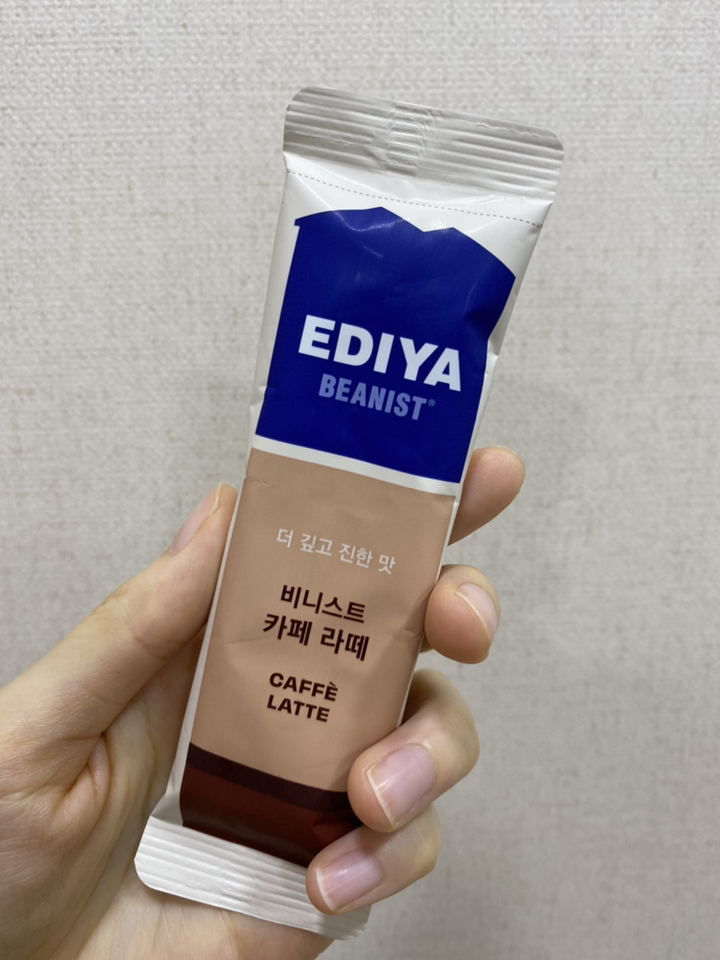 EDIYA
BEANIST®
더 깊고 진한 맛
비니스트
카페 라떼
CAFFÈ
LATTE